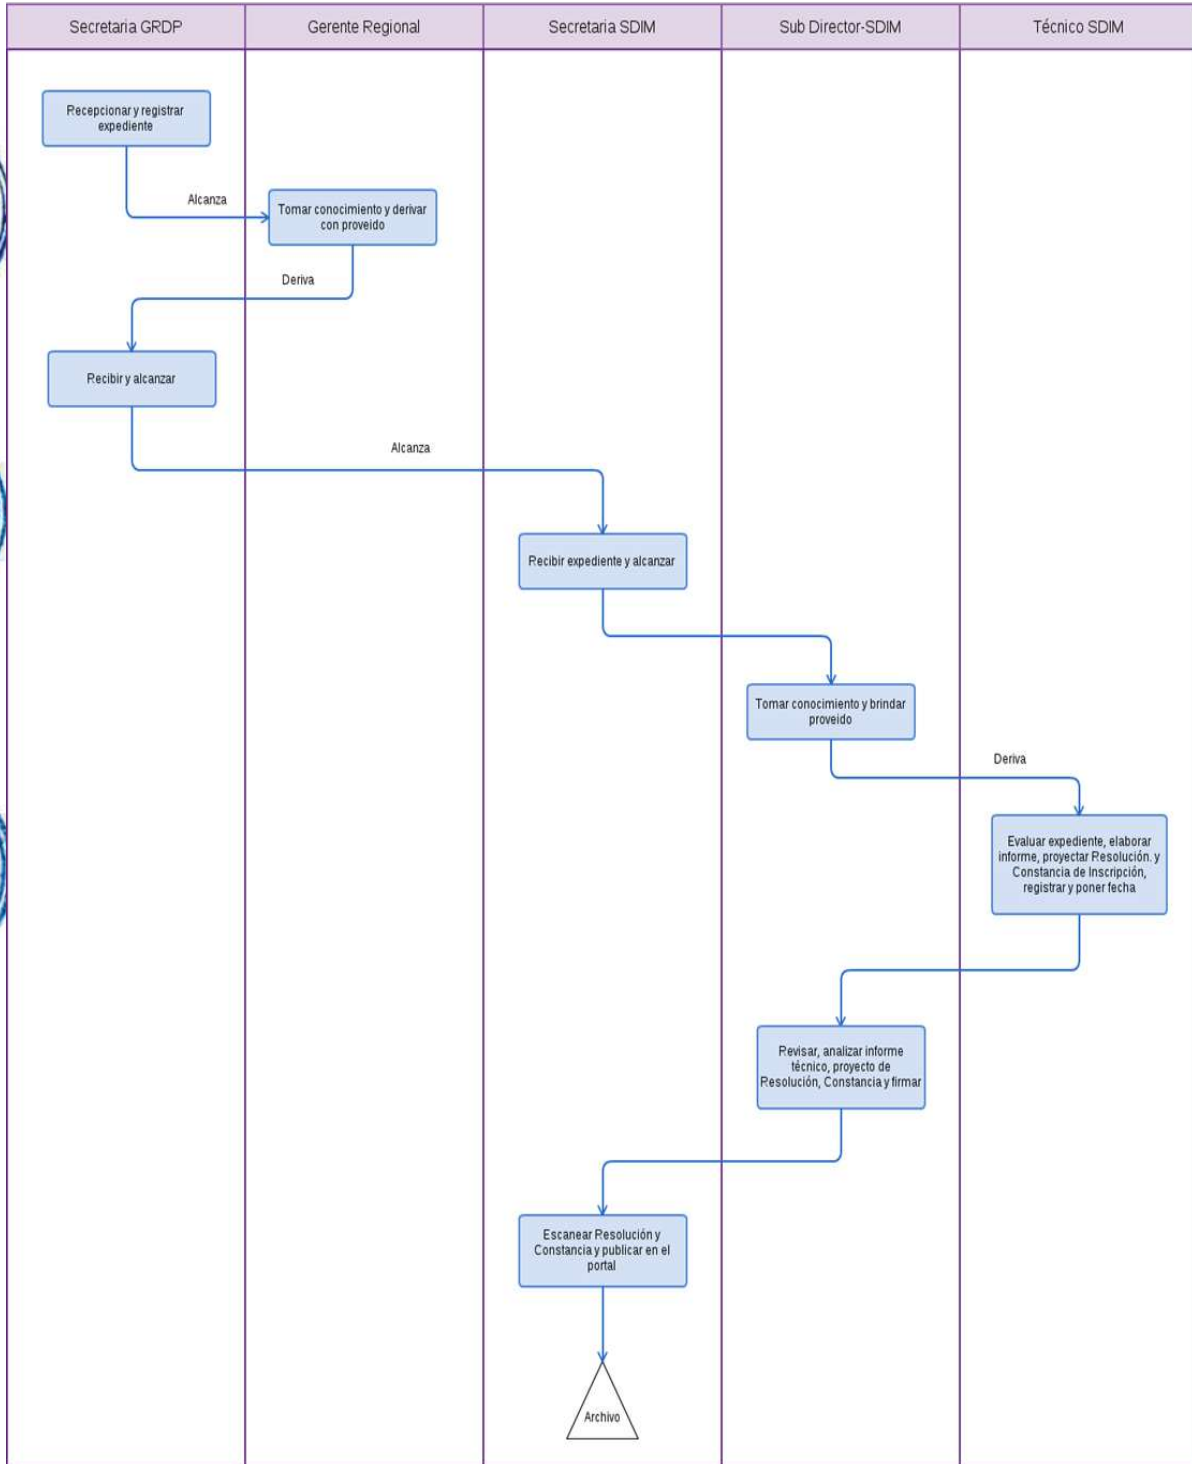 Secretaria GRDP
Gerente Regional
Secretaria SDIM
Sub Director-SDIM
Técnico SDIM
Recepcionar y registrar
expediente
Alcanza
Tomar conocimiento y derivar
con proveido
Deriva
Recibir y alcanzar
Alcanza
Recibir expediente y alcanzar
Tomar conocimiento y brindar
proveido
Deriva
Evaluar expediente, elaborar
informe, proyectar Resolución. y
Constancia de Inscripción,
registrar y poner fecha
Revisar, analizar informe
técnico, proyecto de
Resolución, Constancia y firmar
Escanear Resolución y
Constancia y publicar en el
portal
Archivo